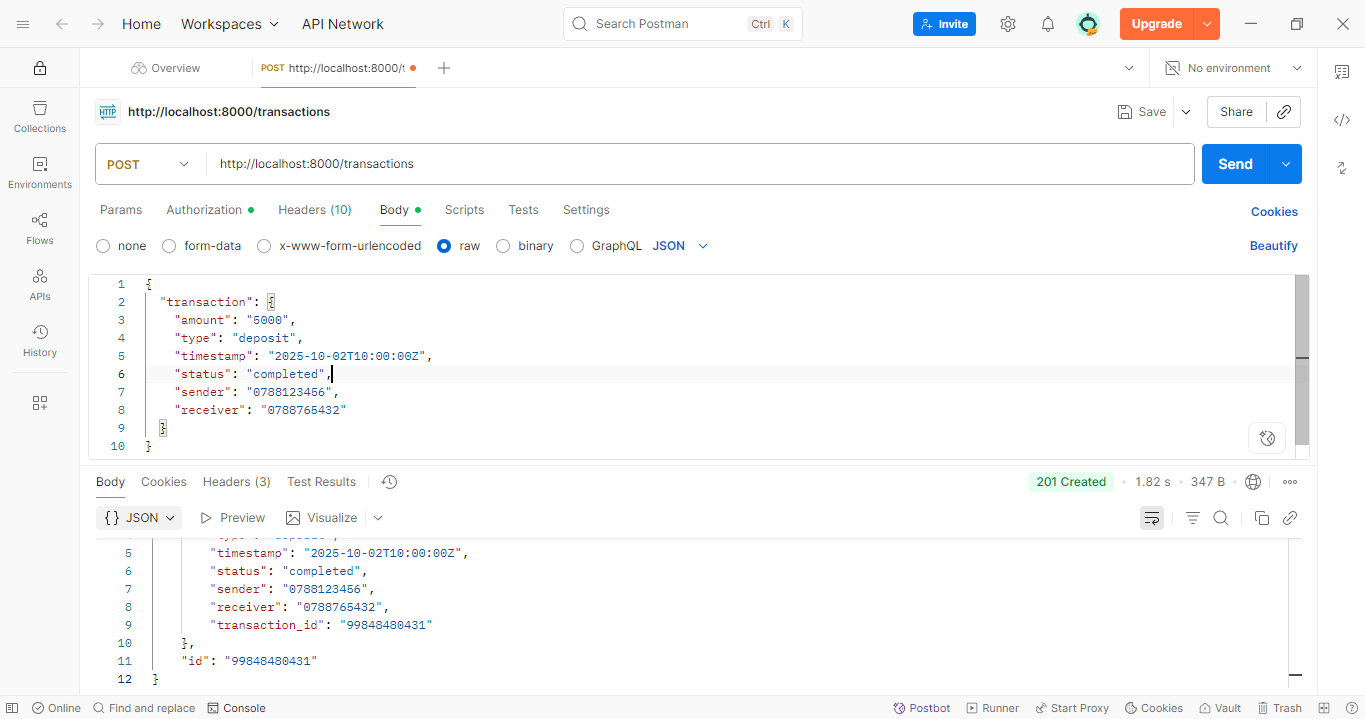 Home Workspaces API Network Search Postman Ctrl K Invite Upgrade
Overview POST http://localhost:8000/t No environment
HTTP http://localhost:8000/transactions Save Share
Collections
Environments
Flows
APIs
History
POST http://localhost:8000/transactions Send
Params Authorization Headers (10) Body Scripts Tests Settings Cookies
none form-data x-www-form-urlencoded raw binary GraphQL JSON Beautify
1 {
2 "transaction": {
3 "amount": "5000",
4 "type": "deposit",
5 "timestamp": "2025-10-02T10:00:00Z",
6 "status": "completed",
7 "sender": "0788123456",
8 "receiver": "0788765432"
9 }
10 }
Body Cookies Headers (3) Test Results 201 Created • 1.82 s • 347 B
{} JSON Preview Visualize
5 "timestamp": "2025-10-02T10:00:00Z",
6 "status": "completed",
7 "sender": "0788123456",
8 "receiver": "0788765432",
9 "transaction_id": "99848480431"
10 },
11 "id": "99848480431"
12 }
Online Find and replace Console Postbot Runner Start Proxy Cookies Vault Trash